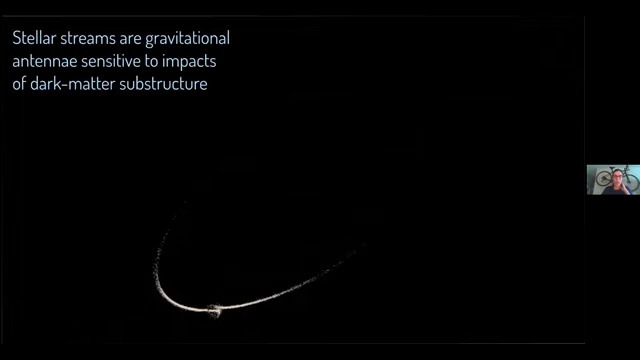 Stellar streams are gravitational
antennae sensitive to impacts
of dark-matter substructure